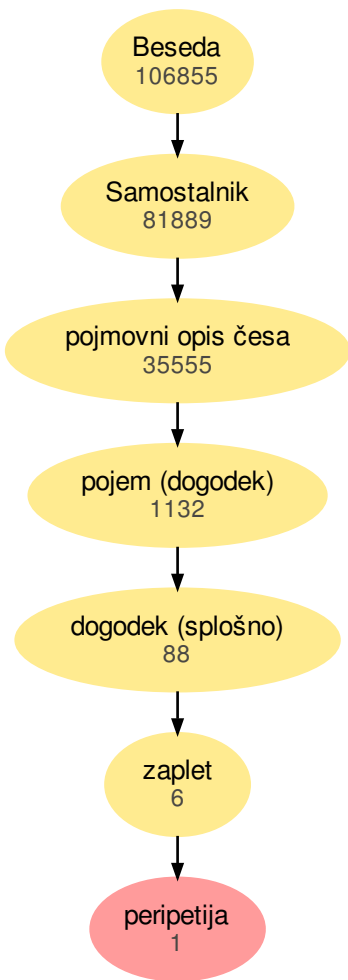 Beseda
106855
Samostalnik
81889
pojmovni opis česa
35555
pojem (dogodek)
1132
dogodek (splošno)
88
zaplet
6
peripetija
1